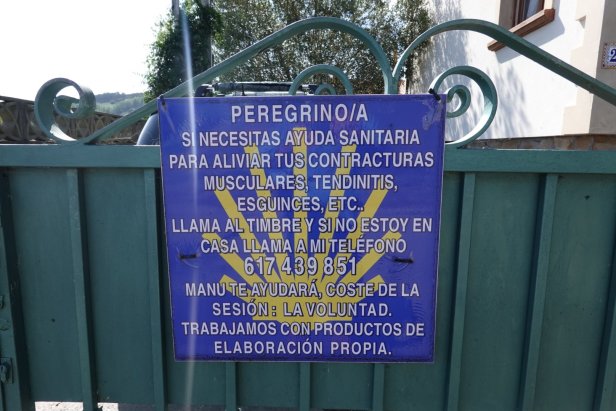 PEREGRINO/A
SI NECESITAS AYUDA SANITARIA
PARA ALIVIAR TUS CONTRACTURAS
MUSCULARES, TENDINITIS,
ESGUINCES, ETC..
LLAMA AL TIMBRE Y SI NO ESTOY EN
CASA LLAMA A MI TELÉFONO
617 439 851
MANU TE AYUDARÁ, COSTE DE LA
SESIÓN: LA VOLUNTAD.
TRABAJAMOS CON PRODUCTOS DE
ELABORACIÓN PROPIA.